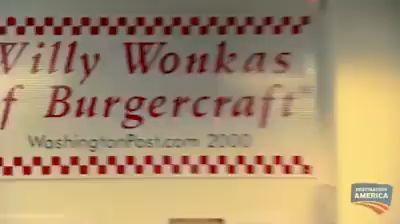 Willy Wonkas
f Burgercraft"
WashingtonPost.com 2000
DESTINATION
AMERICA